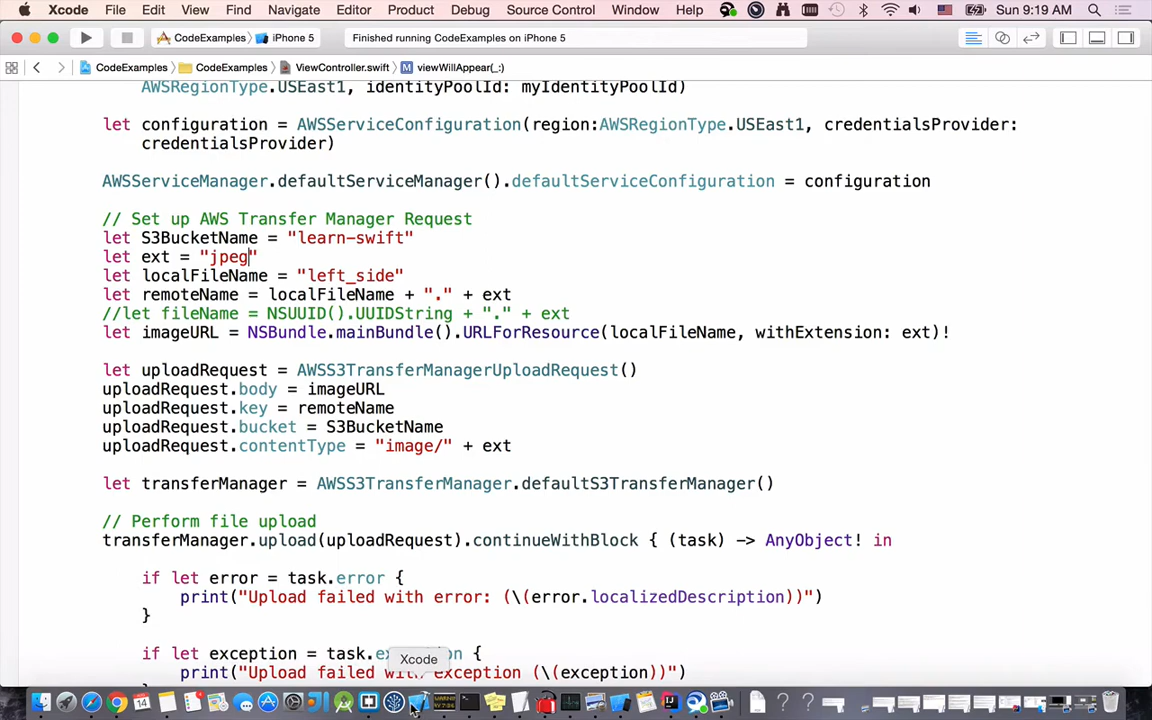 Xcode File Edit View Find Navigate Editor Product Debug Source Control Window Help Sun 9:19 AM
CodeExamples iPhone 5 Finished running CodeExamples on iPhone 5
CodeExamples CodeExamples ViewController.swift M viewWillAppear(_:)
AWSRegionType.USEast1, identityPoolId: myIdentityPoolId)
let configuration = AWSServiceConfiguration(region:AWSRegionType.USEast1, credentialsProvider:
credentialsProvider)
AWSServiceManager.defaultServiceManager().defaultServiceConfiguration = configuration
// Set up AWS Transfer Manager Request
let S3BucketName = "learn-swift"
let ext = "jpeg"
let localFileName = "left_side"
let remoteName = localFileName + "." + ext
//let fileName = NSUUID().UUIDString + "." + ext
let imageURL = NSBundle.mainBundle().URLForResource(localFileName, withExtension: ext)!
let uploadRequest = AWSS3TransferManagerUploadRequest()
uploadRequest.body = imageURL
uploadRequest.key = remoteName
uploadRequest.bucket = S3BucketName
uploadRequest.contentType = "image/" + ext
let transferManager = AWSS3TransferManager.defaultS3TransferManager()
// Perform file upload
transferManager.upload(uploadRequest).continueWithBlock { (task) -> AnyObject! in
if let error = task.error {
print("Upload failed with error: (\(error.localizedDescription))")
}
if let exception = task. {
Xcode
print("Upload failed with exception (\(exception))")